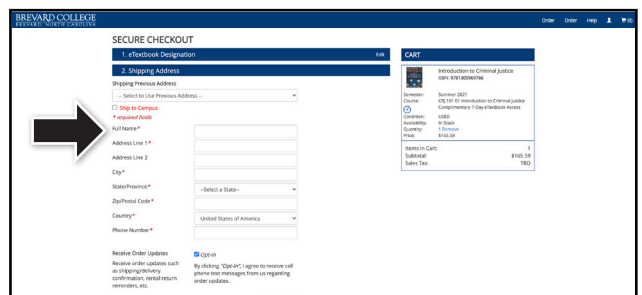 BREVARD COLLEGE
BREVARD, NORTH CAROLINA
Order Order Help (0)
SECURE CHECKOUT
1. eTextbook Designation Edit
2. Shipping Address
Shipping Previous Address
-- Select to Use Previous Address --
Ship to Campus
* required fields
Full Name *
Address Line 1 *
Address Line 2
City *
State/Province *
--Select a State--
Zip/Postal Code *
Country *
United States of America
Phone Number *
Receive Order Updates
Receive order updates such
as shipping/delivery
confirmation, rental return
reminders, etc.
Opt-In
By clicking "Opt-In", I agree to receive cell
phone text messages from us regarding
order updates.
CART
Introduction to Criminal Justice
ISBN: 9781305969766
Semester: Summer 2021
Course: CRJ 101 01 Introduction to Criminal Justice
Complimentary 7-Day eTextbook Access
Condition: USED
Availability: In Stock
Quantity: 1 Remove
Price: $165.59
Items in Cart: 1
Subtotal: $165.59
Sales Tax: TBD